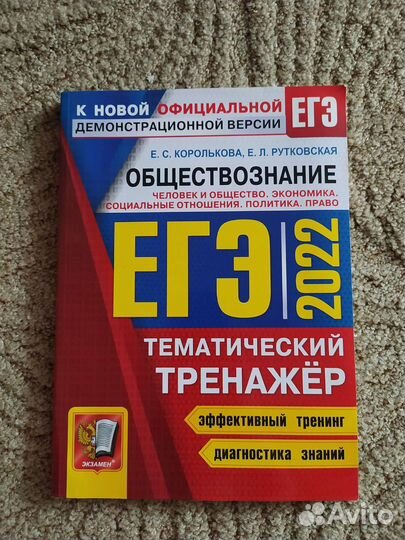 К НОВОЙ ОФИЦИАЛЬНОЙ
ДЕМОНСТРАЦИОННОЙ ВЕРСИИ
ЕГЭ
Е. С. КОРОЛЬКОВА, Е. Л. РУТКОВСКАЯ
ОБЩЕСТВОЗНАНИЕ
ЧЕЛОВЕК И ОБЩЕСТВО. ЭКОНОМИКА.
СОЦИАЛЬНЫЕ ОТНОШЕНИЯ. ПОЛИТИКА. ПРАВО
ЕГЭ 2022
ТЕМАТИЧЕСКИЙ
ТРЕНАЖЁР
эффективный тренинг
диагностика знаний
ЭКЗАМЕН
Avito